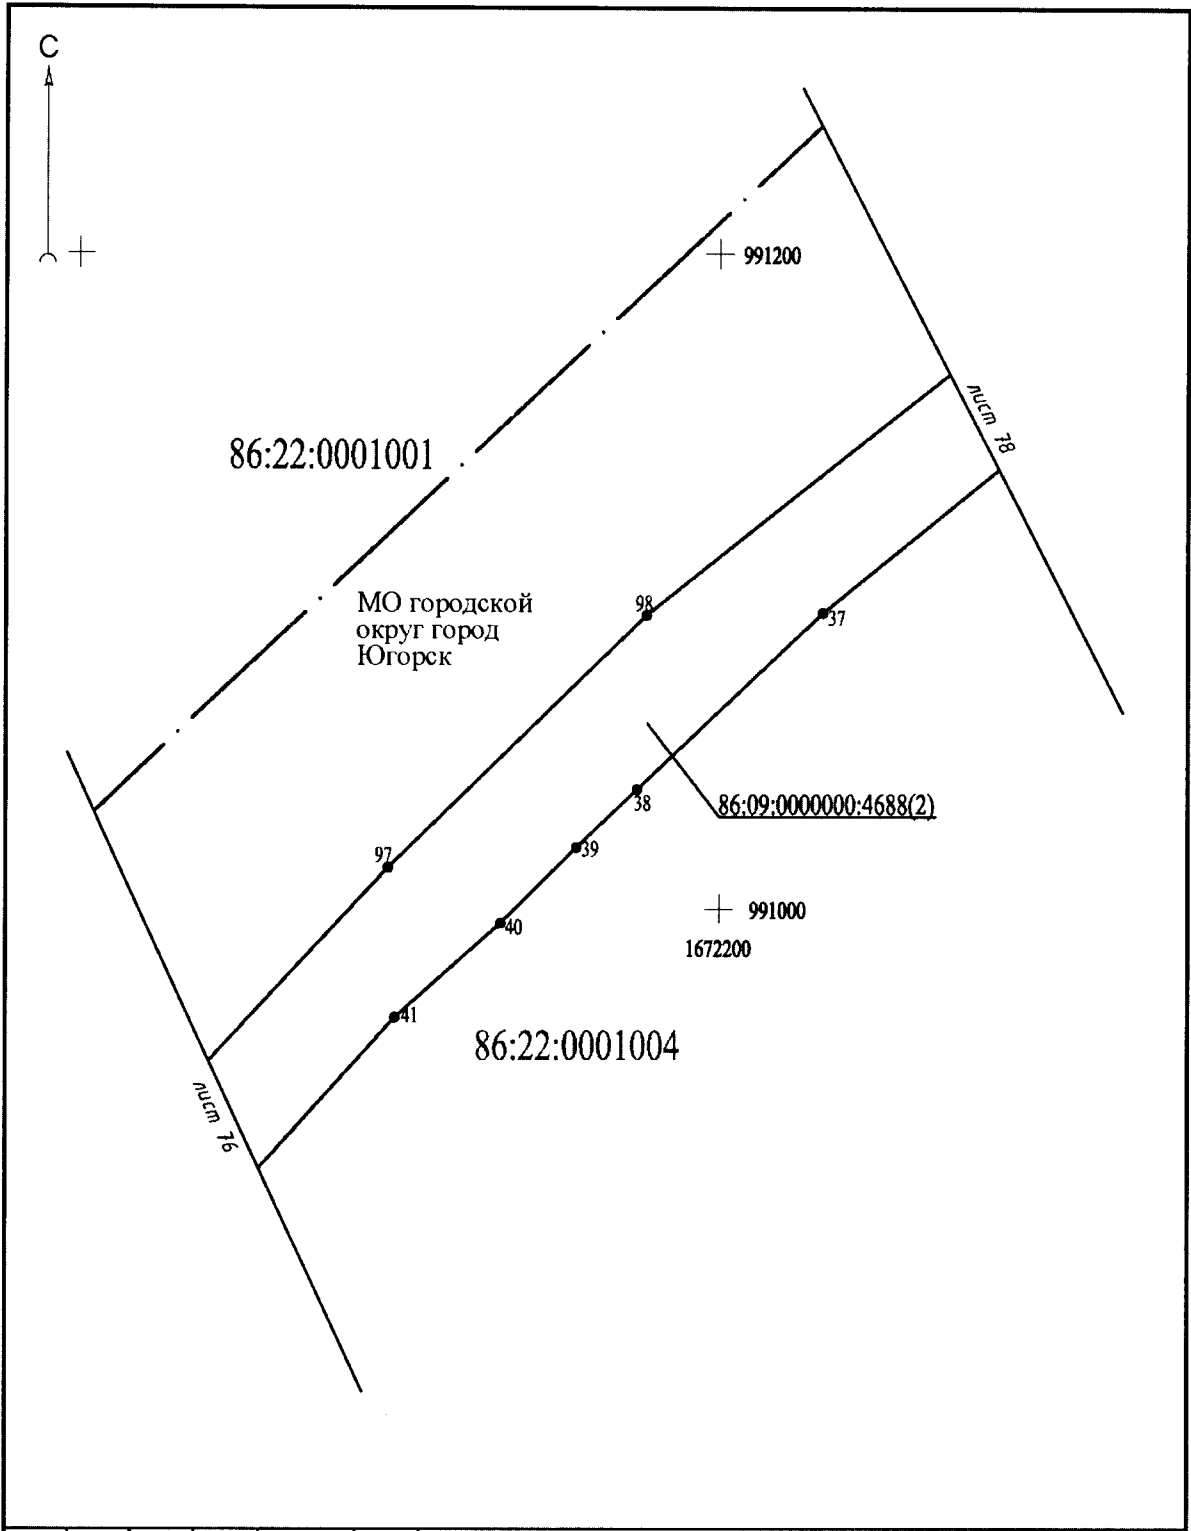 С
991200
лист 78
86:22:0001001
МО городской
округ город
Югорск
98
37
86:09:0000000:4688(2)
38
39
97
40
991000
1672200
41
86:22:0001004
лист 76